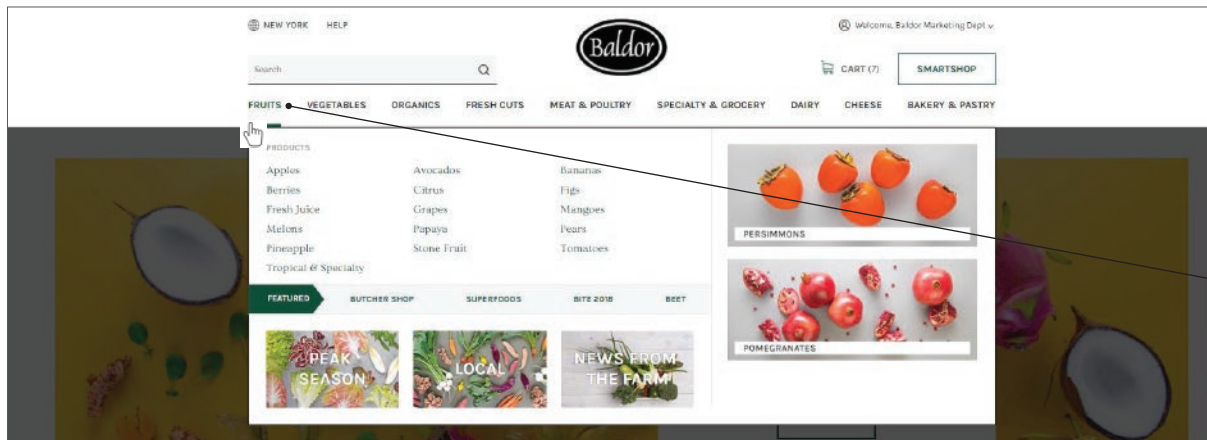 NEW YORK HELP
Baldor
Welcome, Baldor Marketing Dept
Search
CART (7)
SMARTSHOP
FRUITS VEGETABLES ORGANICS FRESH CUTS MEAT & POULTRY SPECIALTY & GROCERY DAIRY CHEESE BAKERY & PASTRY
PRODUCTS
Apples Avocados Bananas
Berries Citrus Figs
Fresh Juice Grapes Mangoes
Melons Papaya Pears
Pineapple Stone Fruit Tomatoes
Tropical & Specialty
PERSIMMONS
FEATURED BUTCHER SHOP SUPERFOODS BITE 2018 BEET
PEAK
SEASON
LOCAL
NEWS FROM
THE FARM
POMEGRANATES